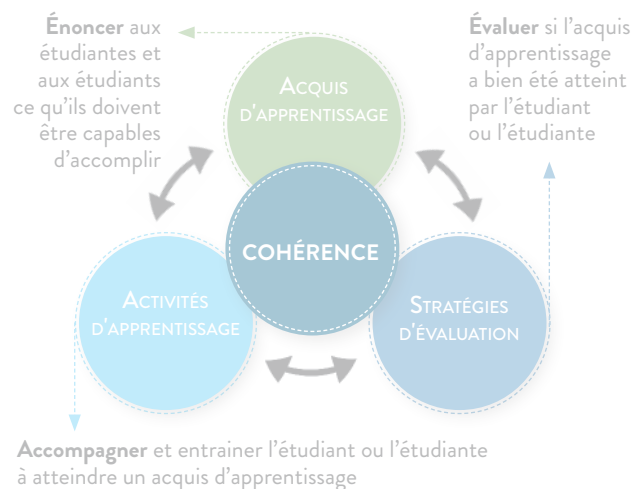 Énoncer aux
étudiantes et
aux étudiants
ce qu'ils doivent
être capables
d'accomplir
Évaluer si l'acquis
d'apprentissage
a bien été atteint
par l'étudiant
ou l'étudiante
Acquis
d'apprentissage
COHÉRENCE
Activités
d'apprentissage
Stratégies
d'évaluation
Accompagner et entrainer l'étudiant ou l'étudiante
à atteindre un acquis d'apprentissage